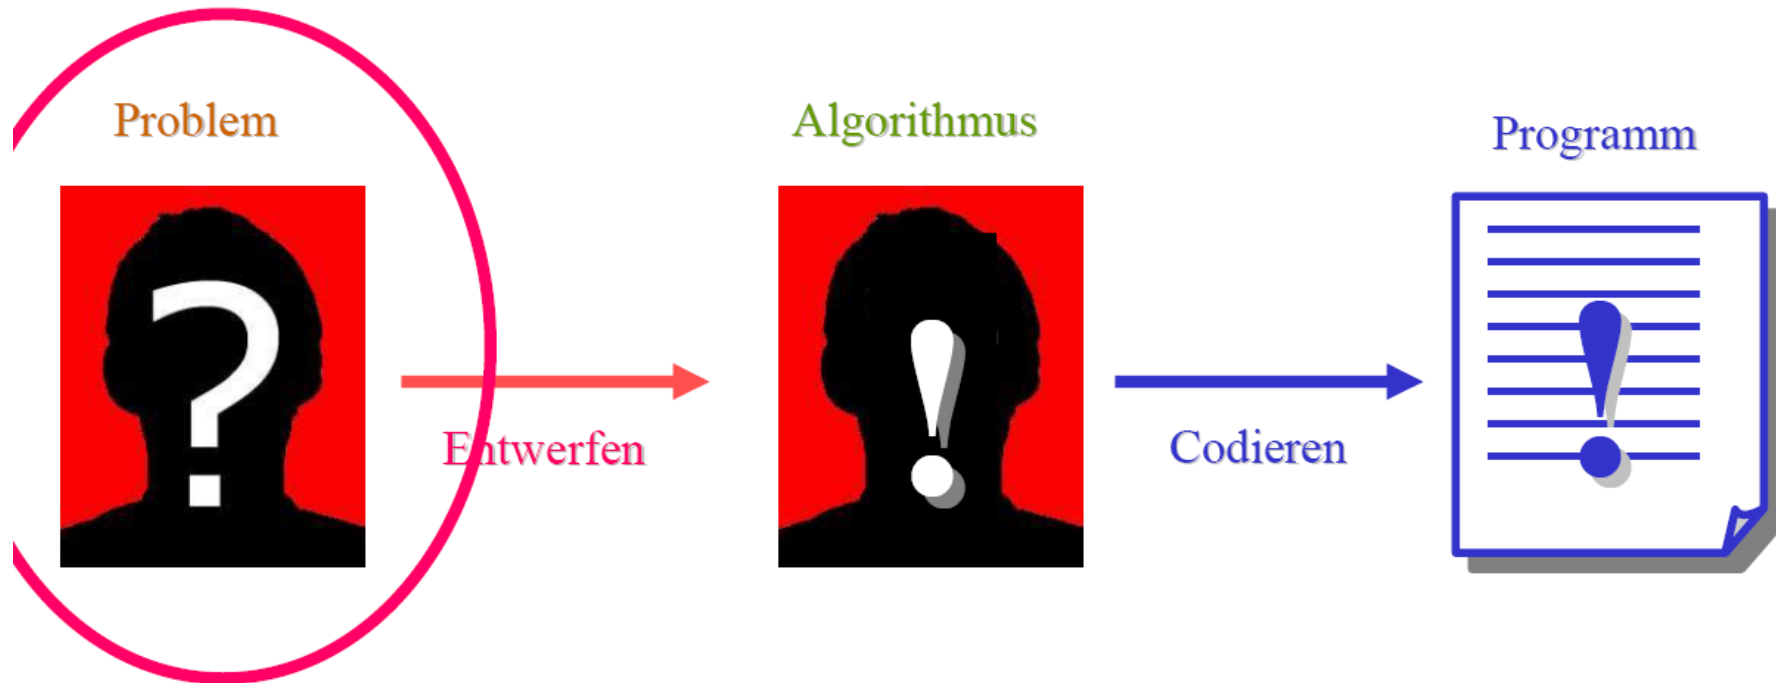 Problem
?
Entwerfen
Algorithmus
!
Codieren
Programm
!